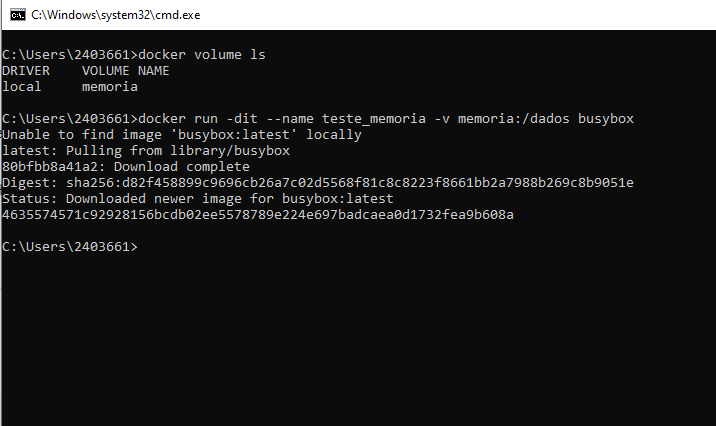 C:\Windows\system32\cmd.exe
C:\Users\2403661>docker volume ls
DRIVER    VOLUME NAME
local     memoria
C:\Users\2403661>docker run -dit --name teste_memoria -v memoria:/dados busybox
Unable to find image 'busybox:latest' locally
latest: Pulling from library/busybox
80bfbb8a41a2: Download complete
Digest: sha256:d82f458899c9696cb26a7c02d5568f81c8c8223f8661bb2a7988b269c8b9051e
Status: Downloaded newer image for busybox:latest
4635574571c92928156bcdb02ee5578789e224e697badcaea0d1732fea9b608a
C:\Users\2403661>